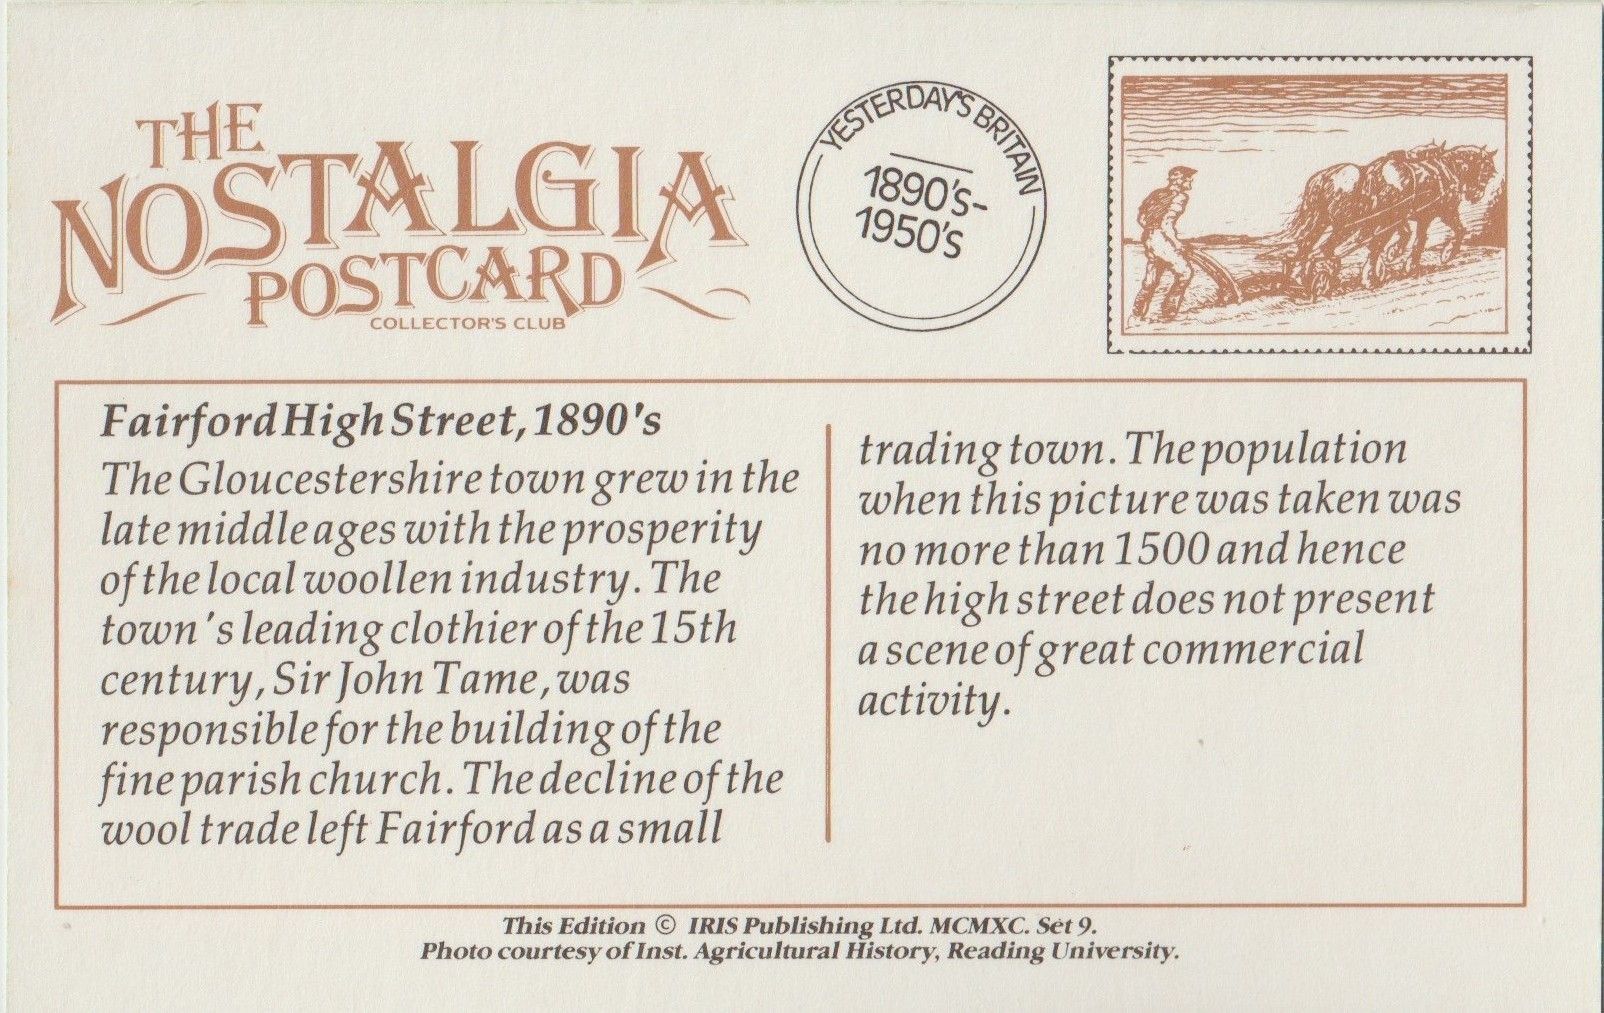 THE
NOSTALGIA
POSTCARD
COLLECTOR'S CLUB
YESTERDAY'S BRITAIN
1890's-
1950's
Fairford High Street, 1890's
The Gloucestershire town grew in the
late middle ages with the prosperity
of the local woollen industry. The
town's leading clothier of the 15th
century, Sir John Tame, was
responsible for the building of the
fine parish church. The decline of the
wool trade left Fairford as a small
trading town. The population
when this picture was taken was
no more than 1500 and hence
the high street does not present
a scene of great commercial
activity.
This Edition © IRIS Publishing Ltd. MCMXC. Set 9.
Photo courtesy of Inst. Agricultural History, Reading University.